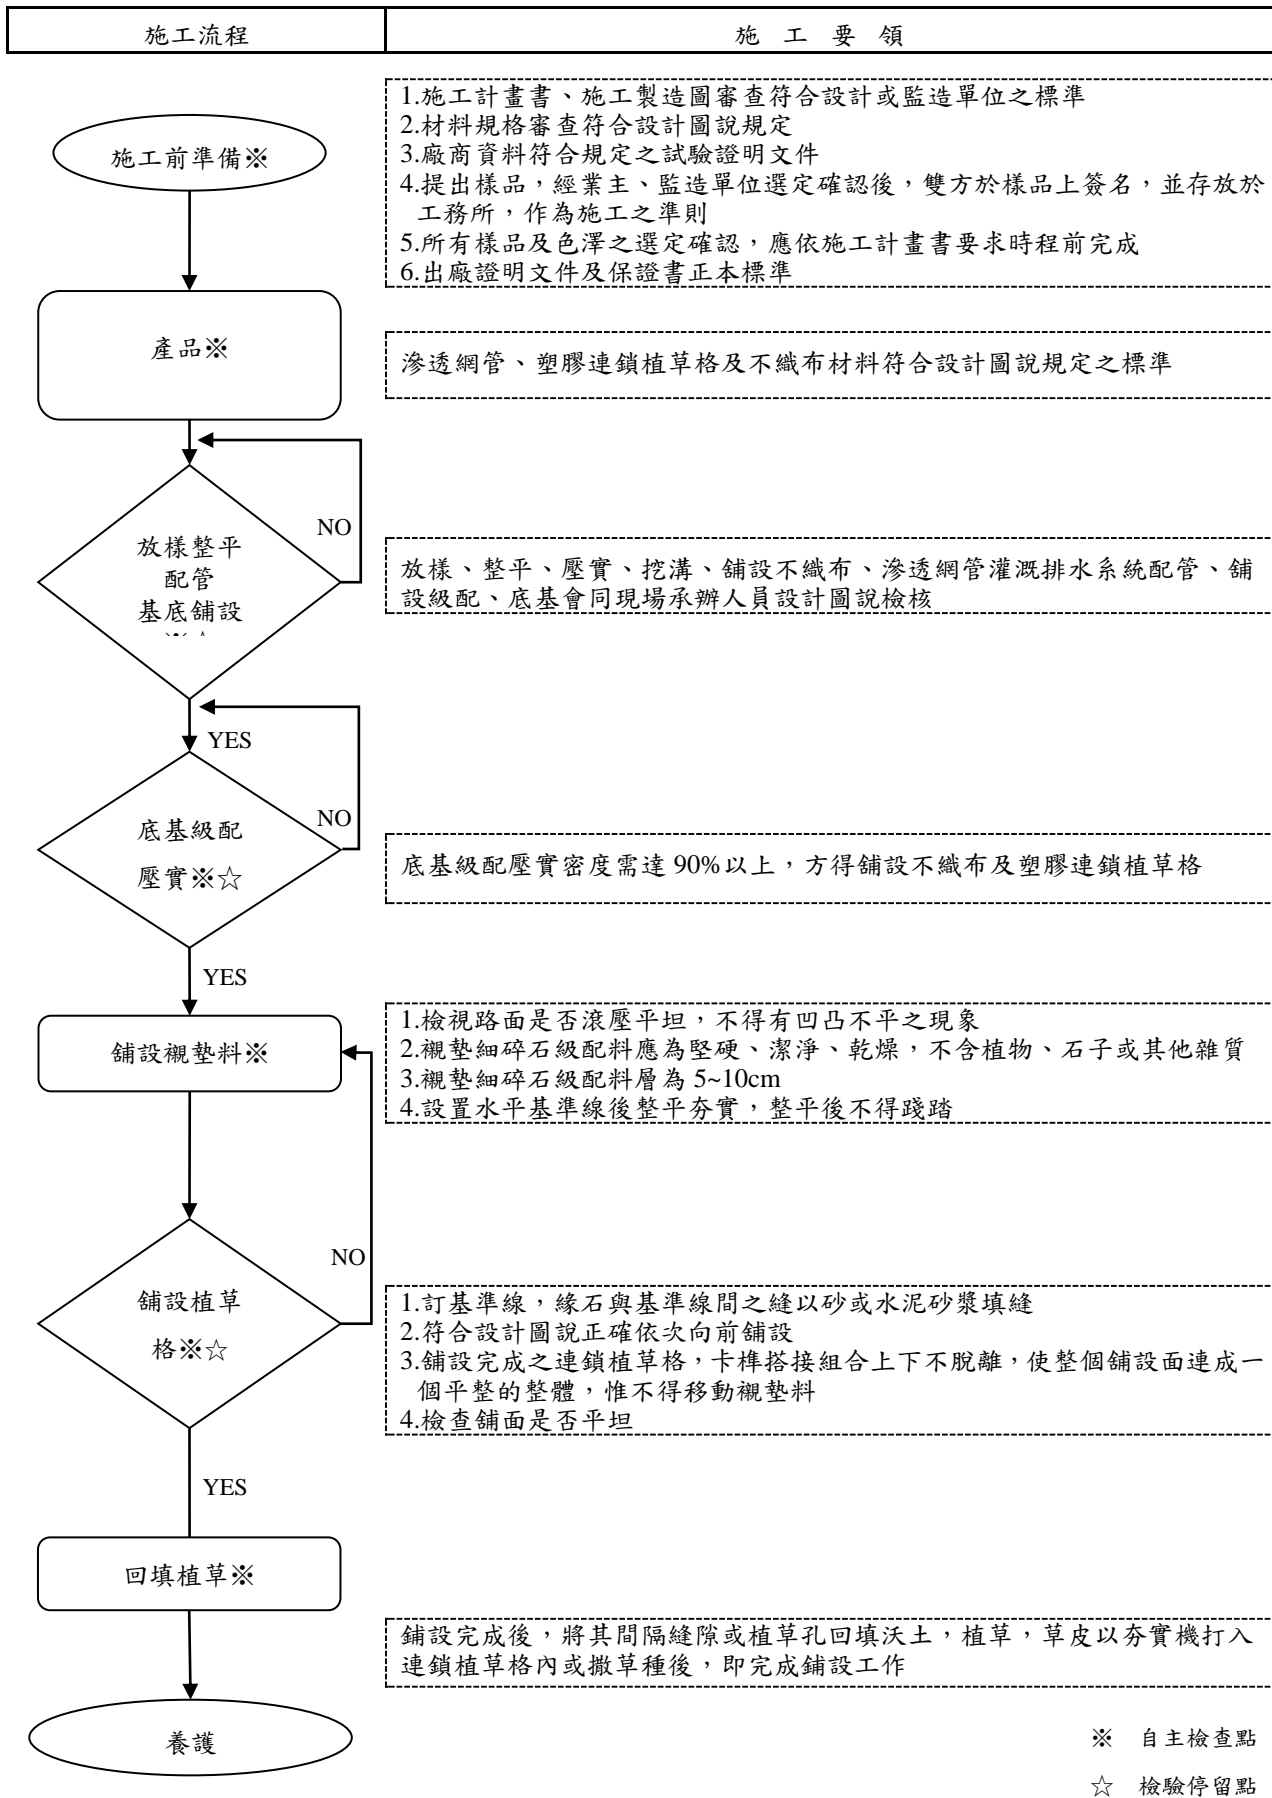 施工流程
施 工 要 領
施工前準備※
1.施工計畫書、施工製造圖審查符合設計或監造單位之標準
2.材料規格審查符合設計圖說規定
3.廠商資料符合規定之試驗證明文件
4.提出樣品，經業主、監造單位選定確認後，雙方於樣品上簽名，並存放於
工務所，作為施工之準則
5.所有樣品及色澤之選定確認，應依施工計畫書要求時程前完成
6.出廠證明文件及保證書正本標準
產品※
滲透網管、塑膠連鎖植草格及不織布材料符合設計圖說規定之標準
NO
放樣整平
配管
基底舖設
※☆
放樣、整平、壓實、挖溝、舖設不織布、滲透網管灌溉排水系統配管、舖
設級配、底基會同現場承辦人員設計圖說檢核
YES
NO
底基級配
壓實※☆
底基級配壓實密度需達 90%以上，方得舖設不織布及塑膠連鎖植草格
YES
舖設襯墊料※
1.檢視路面是否滾壓平坦，不得有凹凸不平之現象
2.襯墊細碎石級配料應為堅硬、潔淨、乾燥，不含植物、石子或其他雜質
3.襯墊細碎石級配料層為 5~10cm
4.設置水平基準線後整平夯實，整平後不得踐踏
NO
舖設植草
格※☆
1.訂基準線，緣石與基準線間之縫以砂或水泥砂漿填縫
2.符合設計圖說正確依次向前舖設
3.舖設完成之連鎖植草格，卡榫搭接組合上下不脫離，使整個舖設面連成一
個平整的整體，惟不得移動襯墊料
4.檢查舖面是否平坦
YES
回填植草※
鋪設完成後，將其間隔縫隙或植草孔回填沃土，植草，草皮以夯實機打入
連鎖植草格內或撒草種後，即完成鋪設工作
養護
※ 自主檢查點
☆ 檢驗停留點